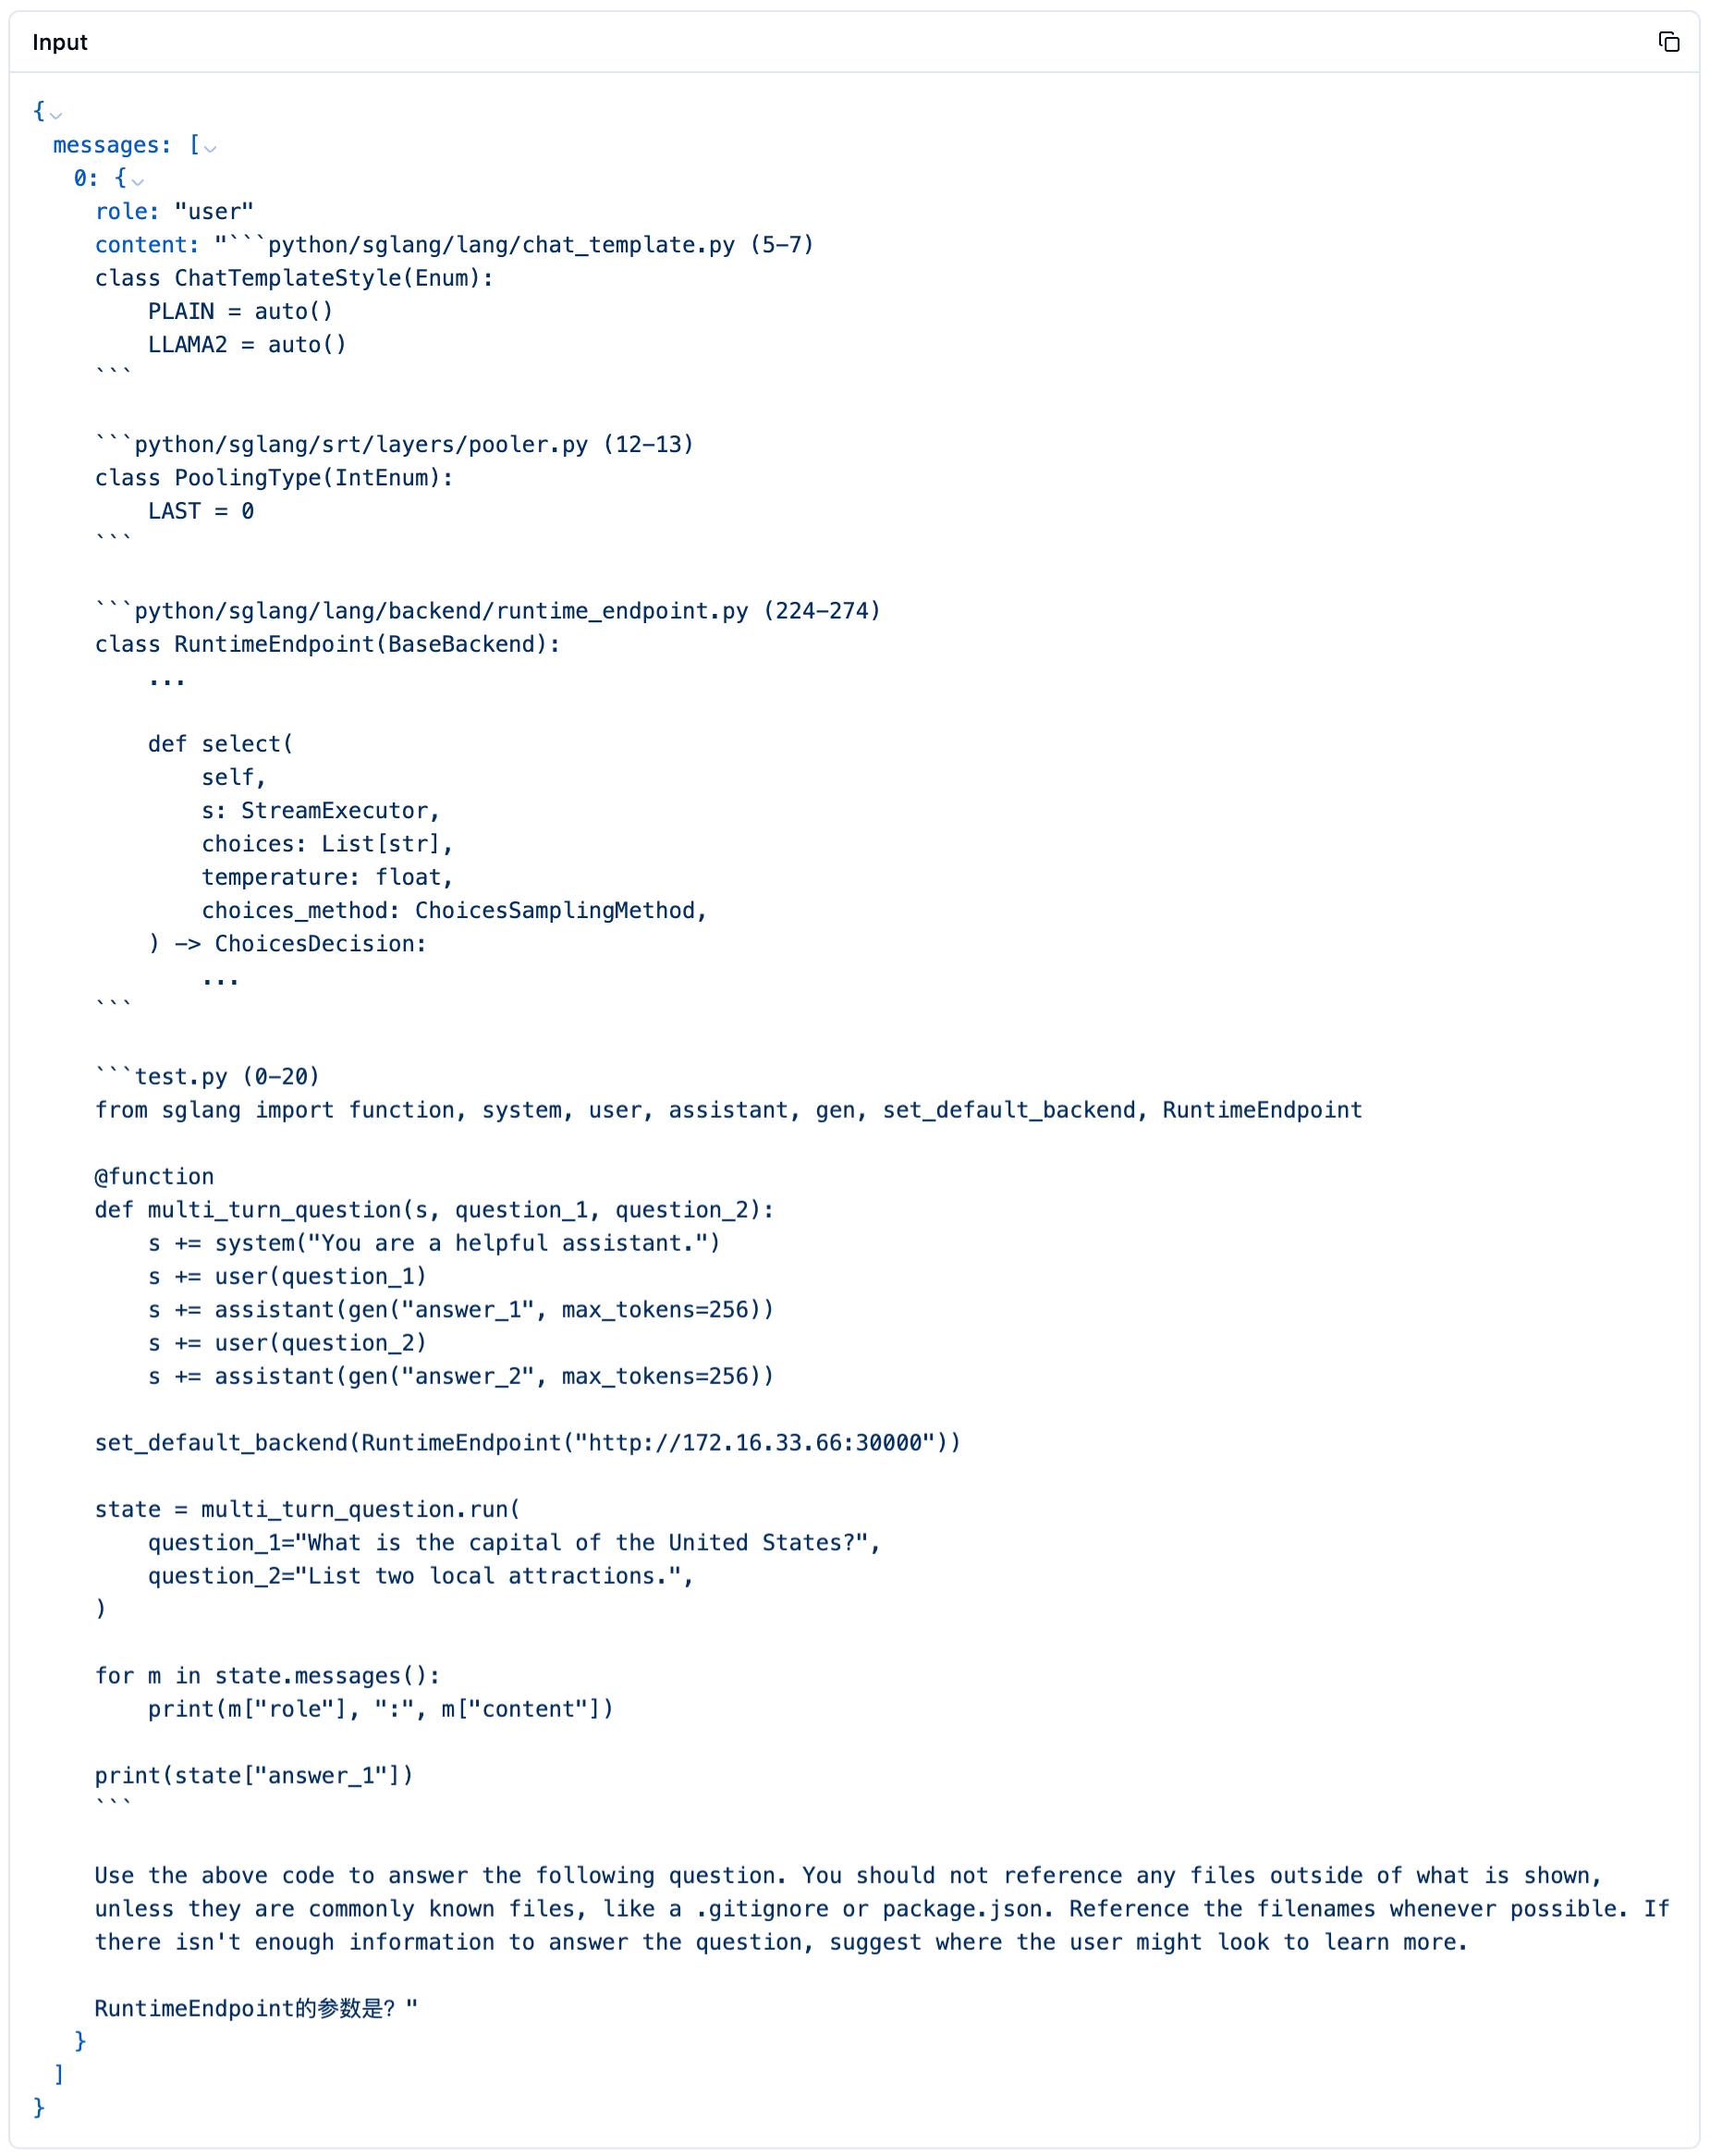 Input
{
messages: [
0: {
role: "user"
content: "```python/sglang/lang/chat_template.py (5-7)
class ChatTemplateStyle(Enum):
    PLAIN = auto()
    LLAMA2 = auto()
```
```python/sglang/srt/layers/pooler.py (12-13)
class PoolingType(IntEnum):
    LAST = 0
```
```python/sglang/lang/backend/runtime_endpoint.py (224-274)
class RuntimeEndpoint(BaseBackend):
    ...
    def select(
        self,
        s: StreamExecutor,
        choices: List[str],
        temperature: float,
        choices_method: ChoicesSamplingMethod,
    ) -> ChoicesDecision:
        ...
```
```test.py (0-20)
from sglang import function, system, user, assistant, gen, set_default_backend, RuntimeEndpoint
@function
def multi_turn_question(s, question_1, question_2):
    s += system("You are a helpful assistant.")
    s += user(question_1)
    s += assistant(gen("answer_1", max_tokens=256))
    s += user(question_2)
    s += assistant(gen("answer_2", max_tokens=256))
set_default_backend(RuntimeEndpoint("http://172.16.33.66:30000"))
state = multi_turn_question.run(
    question_1="What is the capital of the United States?",
    question_2="List two local attractions.",
)
for m in state.messages():
    print(m["role"], ":", m["content"])
print(state["answer_1"])
```
Use the above code to answer the following question. You should not reference any files outside of what is shown,
unless they are commonly known files, like a .gitignore or package.json. Reference the filenames whenever possible. If
there isn't enough information to answer the question, suggest where the user might look to learn more.
RuntimeEndpoint的参数是？"
}
]
}